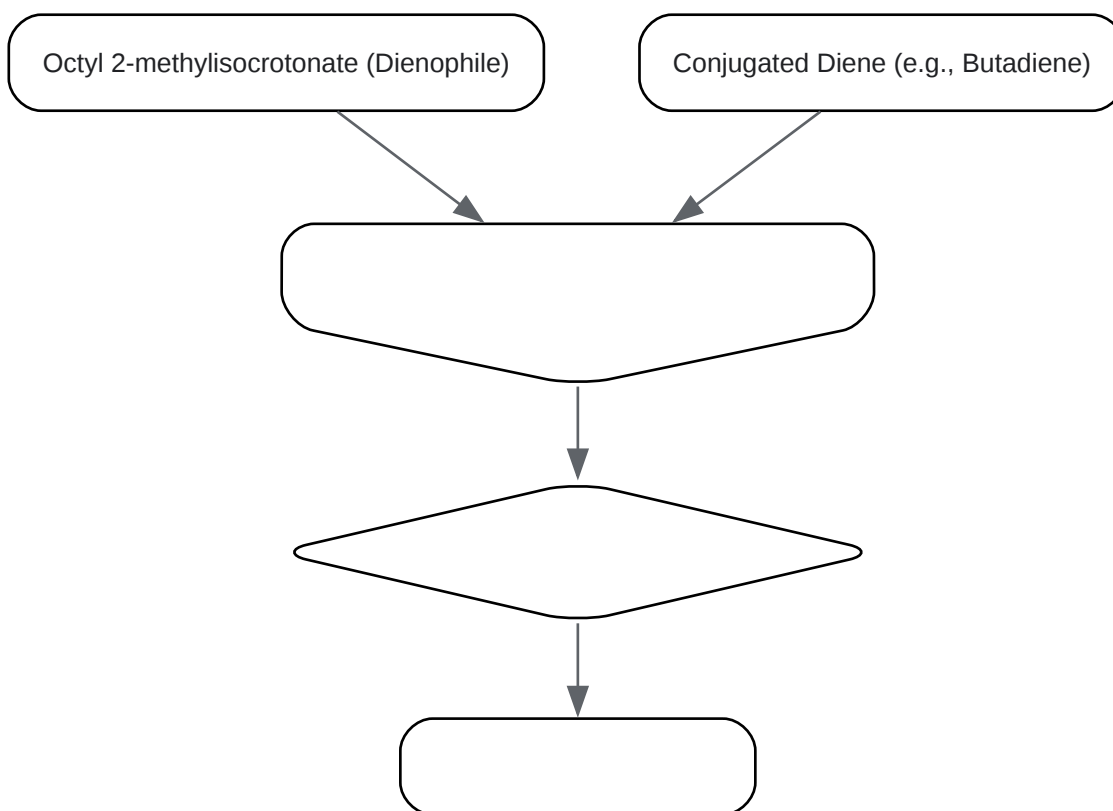 Octyl 2-methylisocrotonate (Dienophile)
Conjugated Diene (e.g., Butadiene)